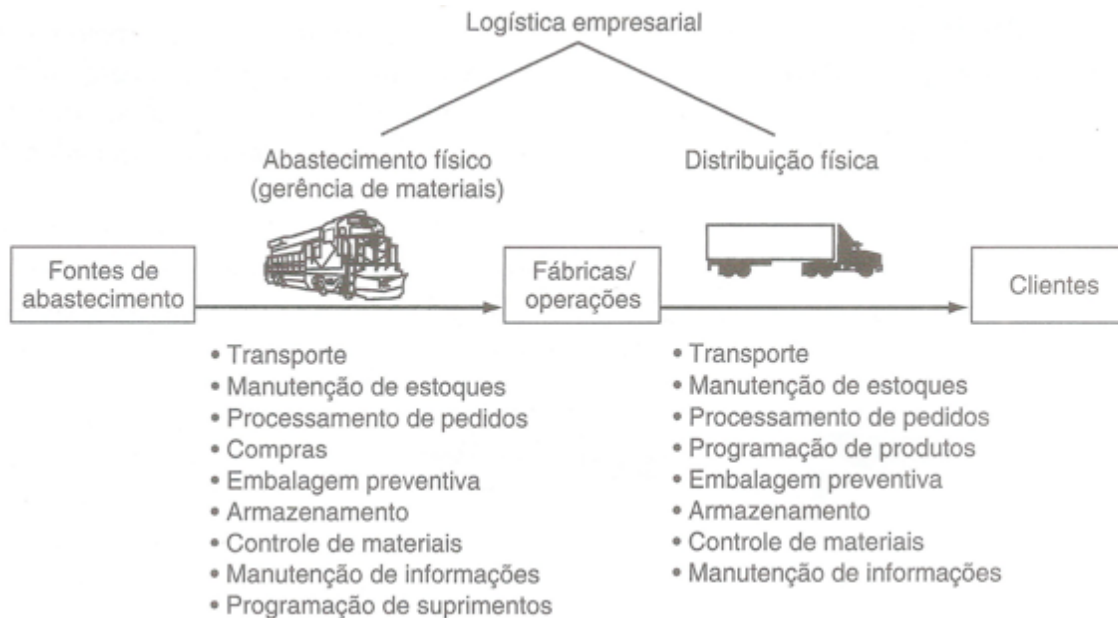 Logística empresarial
Abastecimento físico
(gerência de materiais)
Distribuição física
Fontes de
abastecimento
Fábricas/
operações
Clientes
• Transporte
• Manutenção de estoques
• Processamento de pedidos
• Compras
• Embalagem preventiva
• Armazenamento
• Controle de materiais
• Manutenção de informações
• Programação de suprimentos
• Transporte
• Manutenção de estoques
• Processamento de pedidos
• Programação de produtos
• Embalagem preventiva
• Armazenamento
• Controle de materiais
• Manutenção de informações